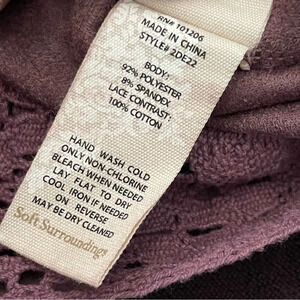 RN# 101206
MADE IN CHINA
STYLE# 2DE22
BODY:
92% POLYESTER
8% SPANDEX
LACE CONTRAST:
100% COTTON
HAND WASH COLD
ONLY NON-CHLORINE
BLEACH WHEN NEEDED
LAY FLAT TO DRY
COOL IRON IF NEEDED
ON REVERSE
MAY BE DRY CLEANED
Soft Surroundings